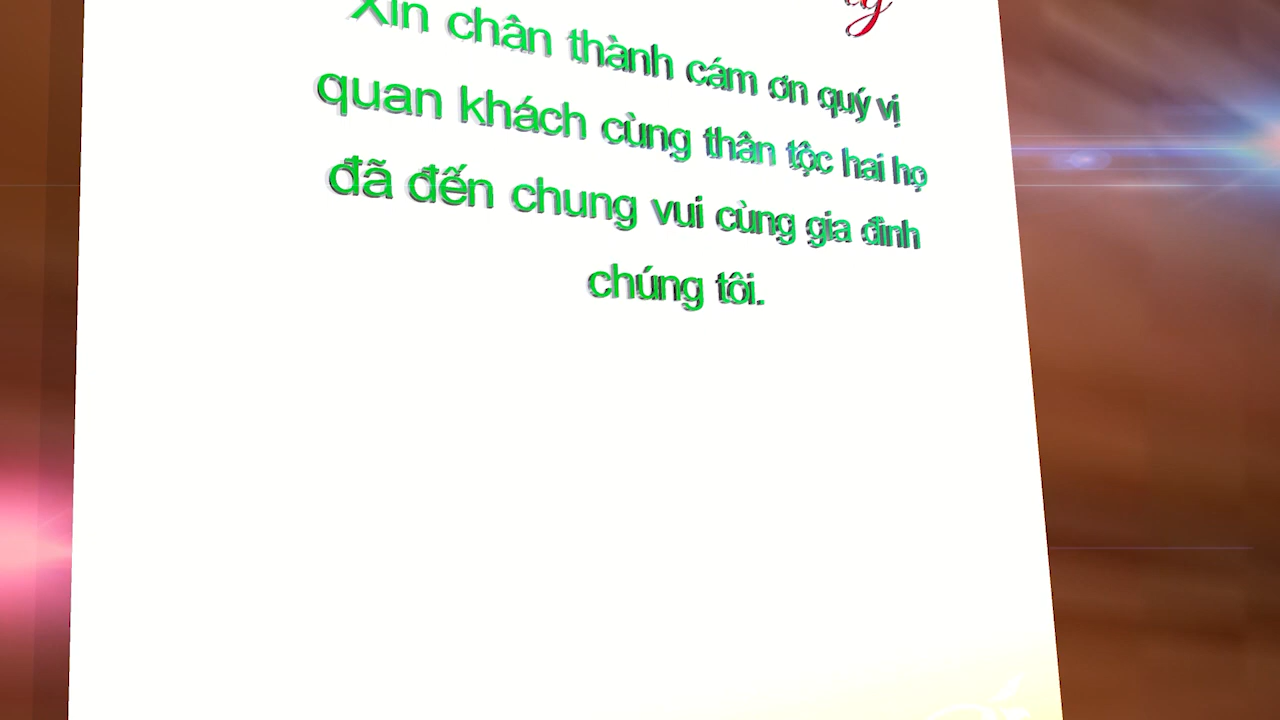 Xin chân thành cám ơn quý vị
quan khách cùng thân tộc hai họ
đã đến chung vui cùng gia đình
chúng tôi.